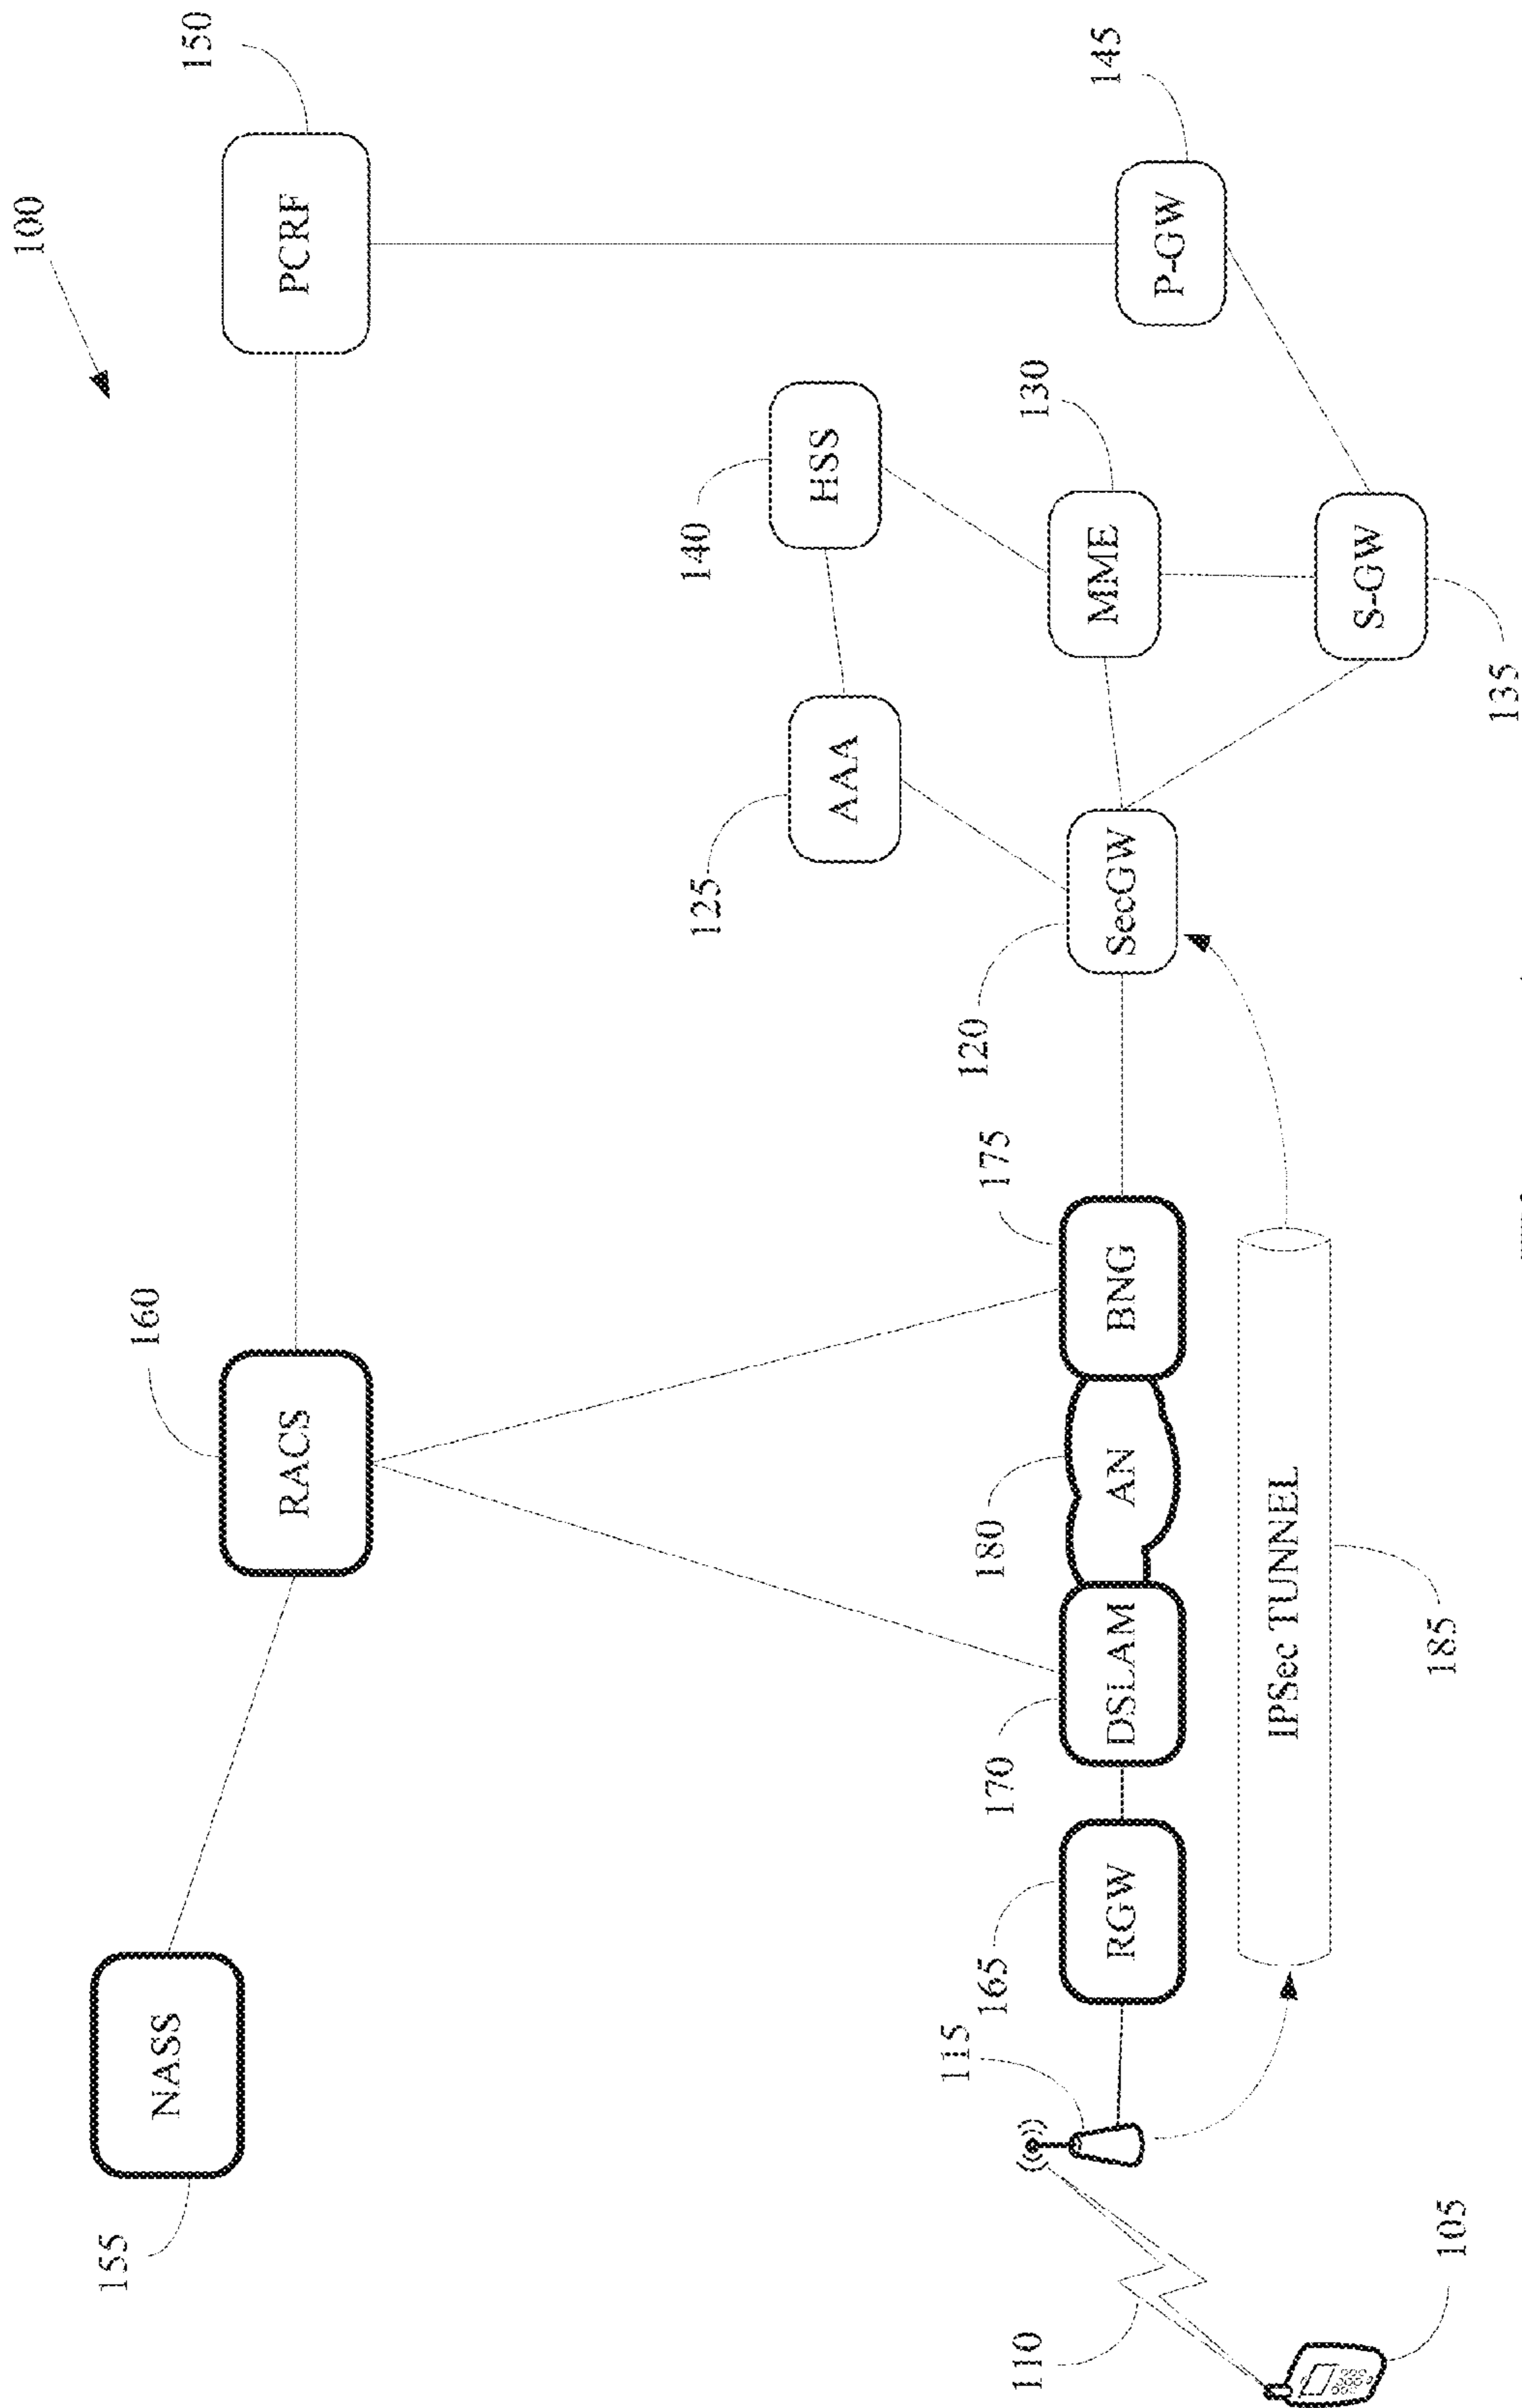 100
150
PCRF
160
RACS
NASS
155
140
HSS
125
AAA
130
MME
145
P-GW
120
SecGW
S-GW
135
175
BNG
180
AN
170
DSLAM
165
RGW
115
IPSec TUNNEL
185
110
105